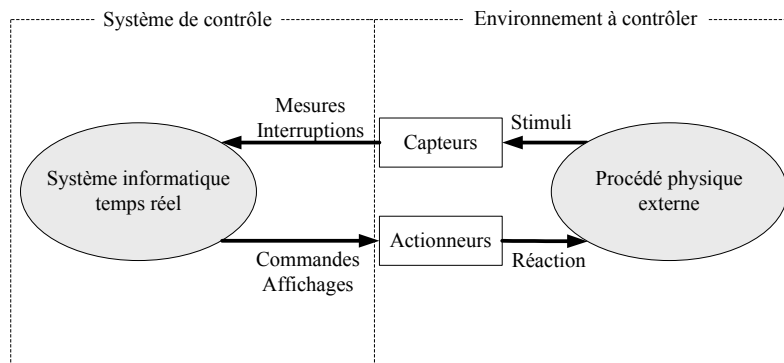 Système de contrôle
Environnement à contrôler
Mesures
Interruptions
Capteurs
Stimuli
Système informatique
temps réel
Procédé physique
externe
Commandes
Affichages
Actionneurs
Réaction